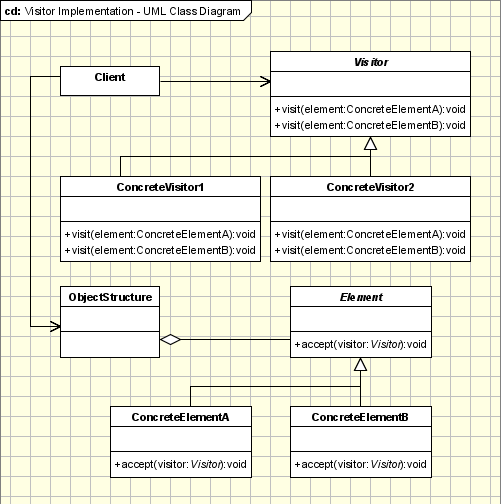 cd: Visitor Implementation - UML Class Diagram
Client
Visitor
+visit(element:ConcreteElementA):void
+visit(element:ConcreteElementB):void
ConcreteVisitor1
+visit(element:ConcreteElementA):void
+visit(element:ConcreteElementB):void
ConcreteVisitor2
+visit(element:ConcreteElementA):void
+visit(element:ConcreteElementB):void
ObjectStructure
Element
+accept(visitor:Visitor):void
ConcreteElementA
+accept(visitor:Visitor):void
ConcreteElementB
+accept(visitor:Visitor):void